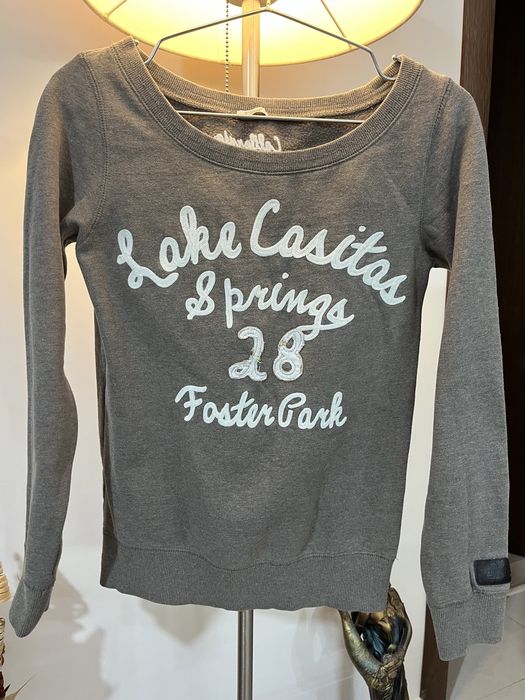 Lake Casitas
Springs
28
Foster Park